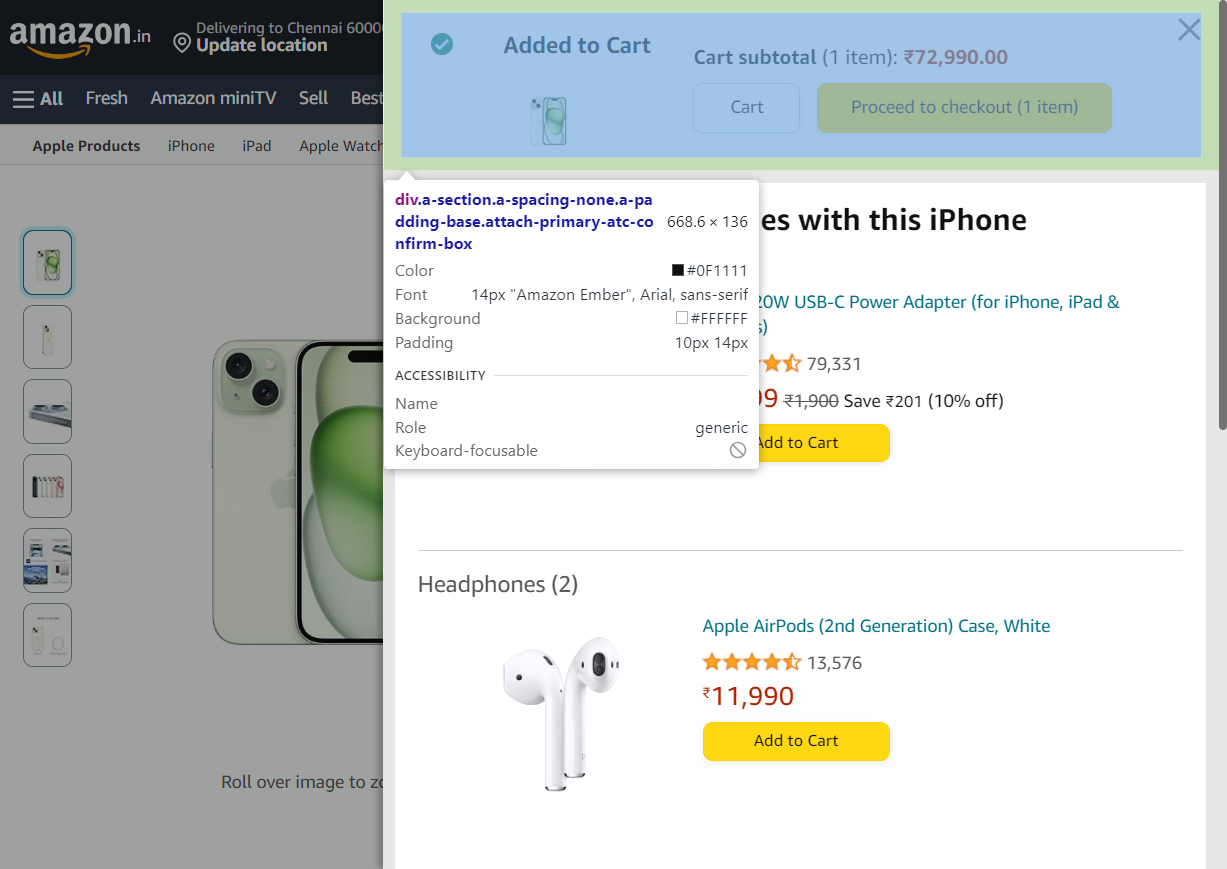 amazon.in
Delivering to Chennai 60000
Update location
All
Fresh
Amazon miniTV
Sell
Best
Apple Products
iPhone
iPad
Apple Watch
Added to Cart
Cart subtotal (1 item): ₹72,990.00
Cart
Proceed to checkout (1 item)
div.a-section.a-spacing-none.a-pa
dding-base.attach-primary-atc-co
nfirm-box
668.6 × 136
Color
#0F1111
Font
14px "Amazon Ember", Arial, sans-serif
Background
#FFFFFF
Padding
10px 14px
ACCESSIBILITY
Name
Role
generic
Keyboard-focusable
es with this iPhone
20W USB-C Power Adapter (for iPhone, iPad &
s)
79,331
99 ₹1,900 Save ₹201 (10% off)
Add to Cart
Headphones (2)
Apple AirPods (2nd Generation) Case, White
13,576
₹11,990
Add to Cart
Roll over image to zo